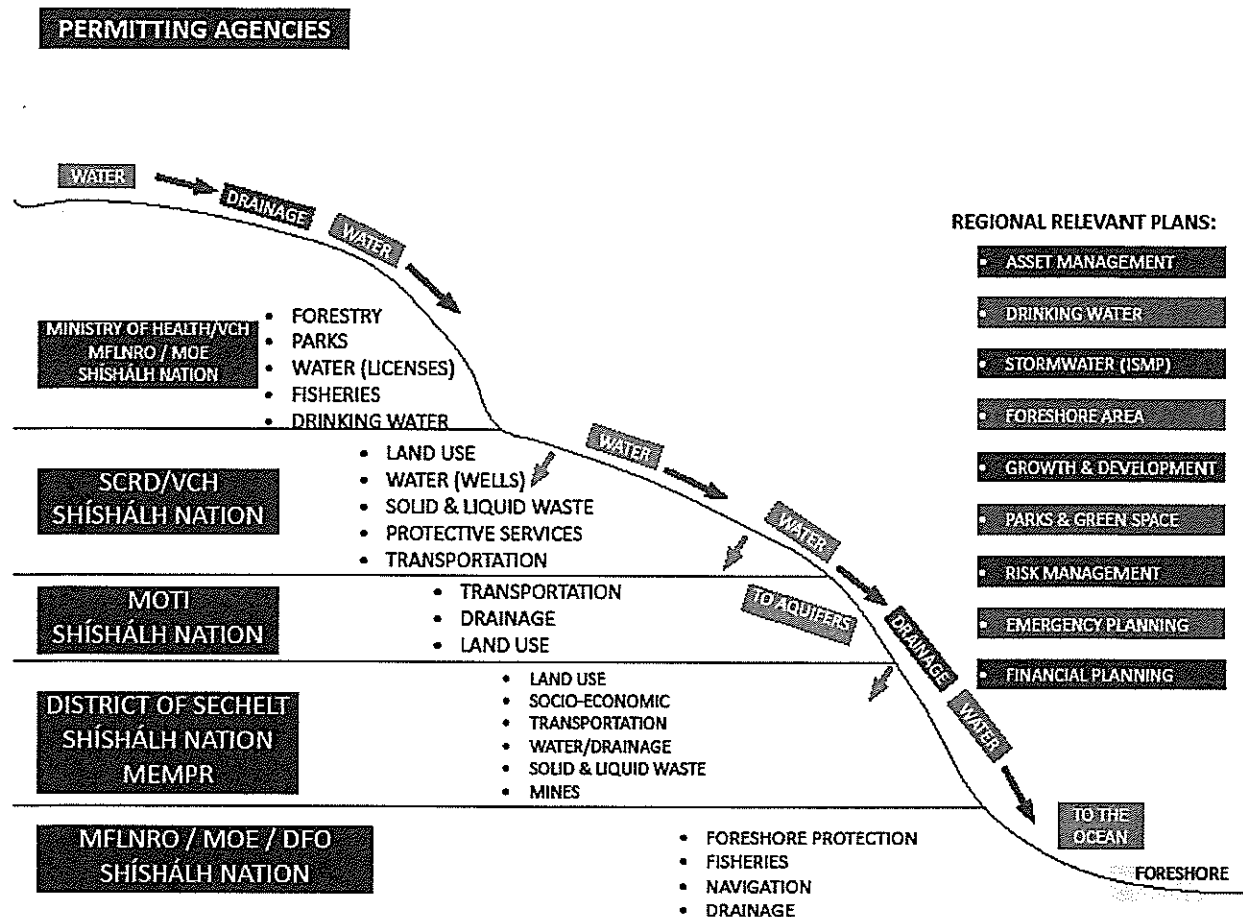 PERMITTING AGENCIES
WATER
DRAINAGE
WATER
MINISTRY OF HEALTH/VCH
MFLNRO / MOE
SHÍSHÁLH NATION
• FORESTRY
• PARKS
• WATER (LICENSES)
• FISHERIES
• DRINKING WATER
SCRD/VCH
SHÍSHÁLH NATION
• LAND USE
• WATER (WELLS)
• SOLID & LIQUID WASTE
• PROTECTIVE SERVICES
• TRANSPORTATION
WATER
WATER
MOTI
SHÍSHÁLH NATION
• TRANSPORTATION
• DRAINAGE
• LAND USE
TO AQUIFERS
DRAINAGE
WATER
DISTRICT OF SECHELT
SHÍSHÁLH NATION
MEMPR
• LAND USE
• SOCIO-ECONOMIC
• TRANSPORTATION
• WATER/DRAINAGE
• SOLID & LIQUID WASTE
• MINES
MFLNRO / MOE / DFO
SHÍSHÁLH NATION
• FORESHORE PROTECTION
• FISHERIES
• NAVIGATION
• DRAINAGE
TO THE
OCEAN
FORESHORE
REGIONAL RELEVANT PLANS:
• ASSET MANAGEMENT
• DRINKING WATER
• STORMWATER (ISMP)
• FORESHORE AREA
• GROWTH & DEVELOPMENT
• PARKS & GREEN SPACE
• RISK MANAGEMENT
• EMERGENCY PLANNING
• FINANCIAL PLANNING